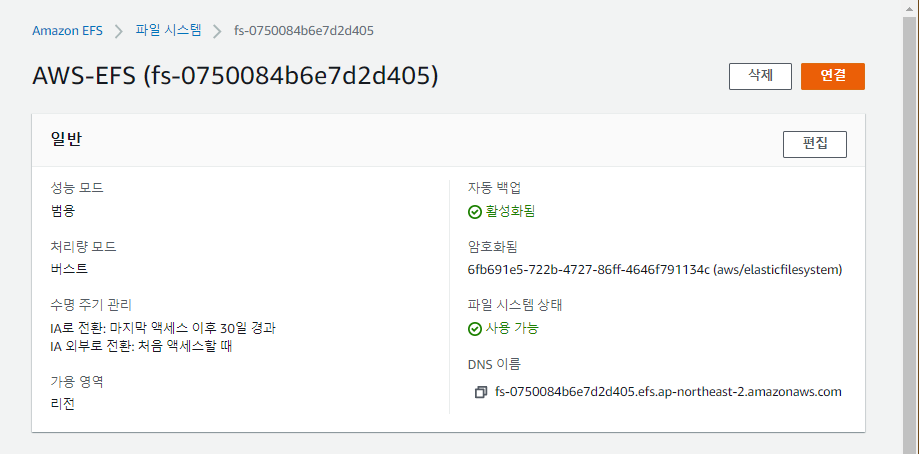 Amazon EFS > 파일 시스템 > fs-0750084b6e7d2d405
AWS-EFS (fs-0750084b6e7d2d405)
삭제
연결
일반
편집
성능 모드
범용
처리량 모드
버스트
수명 주기 관리
IA로 전환: 마지막 액세스 이후 30일 경과
IA 외부로 전환: 처음 액세스할 때
가용 영역
리전
자동 백업
활성화됨
암호화됨
6fb691e5-722b-4727-86ff-4646f791134c (aws/elasticfilesystem)
파일 시스템 상태
사용 가능
DNS 이름
fs-0750084b6e7d2d405.efs.ap-northeast-2.amazonaws.com